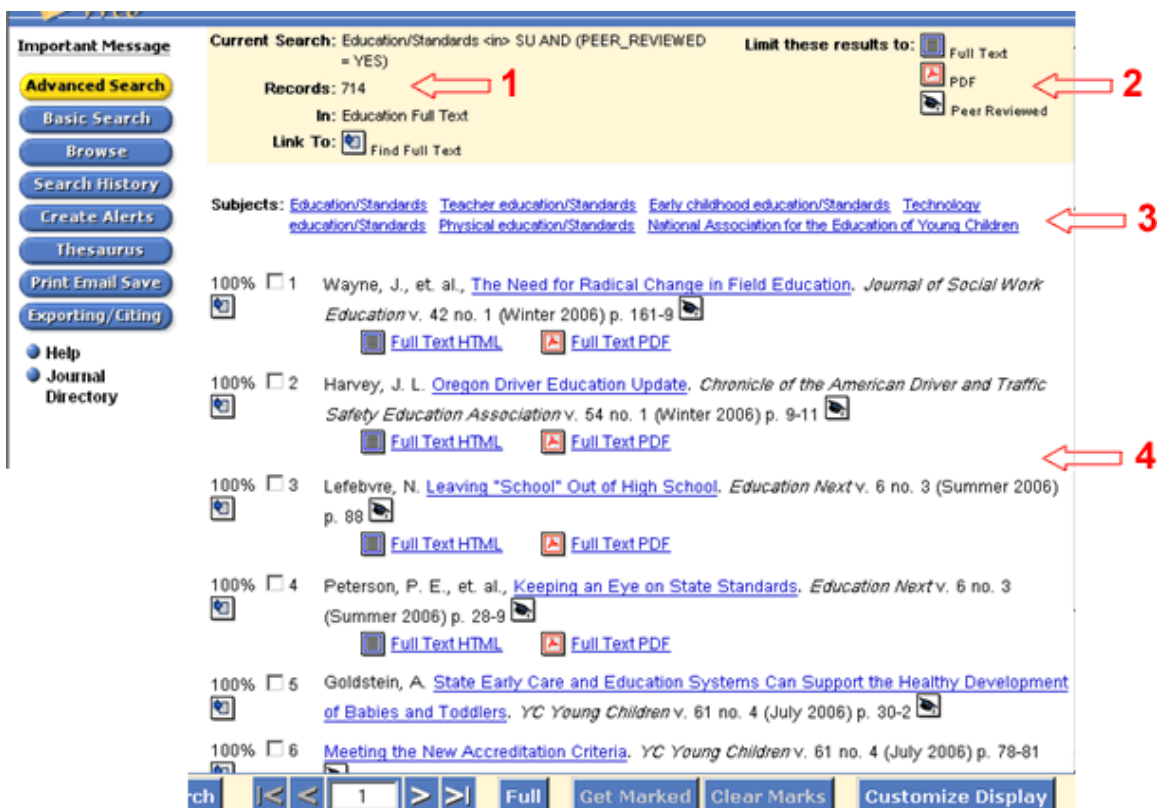 Important Message
Advanced Search
Basic Search
Browse
Search History
Create Alerts
Thesaurus
Print Email Save
Exporting/Citing
Help
Journal
Directory
Current Search: Education/Standards <in> SU AND (PEER_REVIEWED
= YES)
Records: 714
In: Education Full Text
Link To: Find Full Text
1
Limit these results to: Full Text
PDF
Peer Reviewed
2
Subjects: Education/Standards Teacher education/Standards Early childhood education/Standards Technology
education/Standards Physical education/Standards National Association for the Education of Young Children
3
100% 1 Wayne, J., et. al., The Need for Radical Change in Field Education. Journal of Social Work
Education v. 42 no. 1 (Winter 2006) p. 161-9
Full Text HTML Full Text PDF
100% 2 Harvey, J. L. Oregon Driver Education Update. Chronicle of the American Driver and Traffic
Safety Education Association v. 54 no. 1 (Winter 2006) p. 9-11
Full Text HTML Full Text PDF
4
100% 3 Lefebvre, N. Leaving "School" Out of High School. Education Next v. 6 no. 3 (Summer 2006)
p. 88
Full Text HTML Full Text PDF
100% 4 Peterson, P. E., et. al., Keeping an Eye on State Standards. Education Next v. 6 no. 3
(Summer 2006) p. 28-9
Full Text HTML Full Text PDF
100% 5 Goldstein, A. State Early Care and Education Systems Can Support the Healthy Development
of Babies and Toddlers. YC Young Children v. 61 no. 4 (July 2006) p. 30-2
100% 6 Meeting the New Accreditation Criteria. YC Young Children v. 61 no. 4 (July 2006) p. 78-81
rch |< < 1 > >| Full Get Marked Clear Marks Customize Display